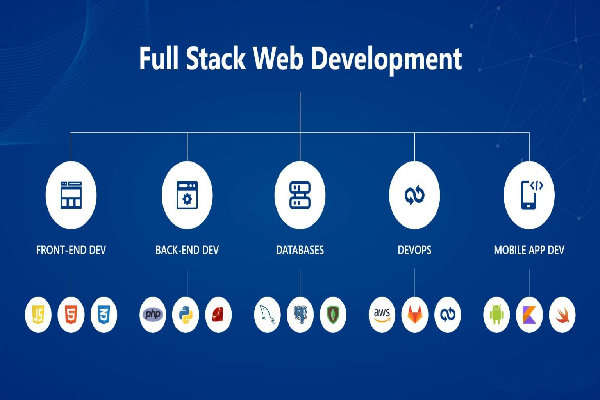 Full Stack Web Development
FRONT-END DEV
BACK-END DEV
DATABASES
DEVOPS
MOBILE APP DEV
JS
5
3
php
aws